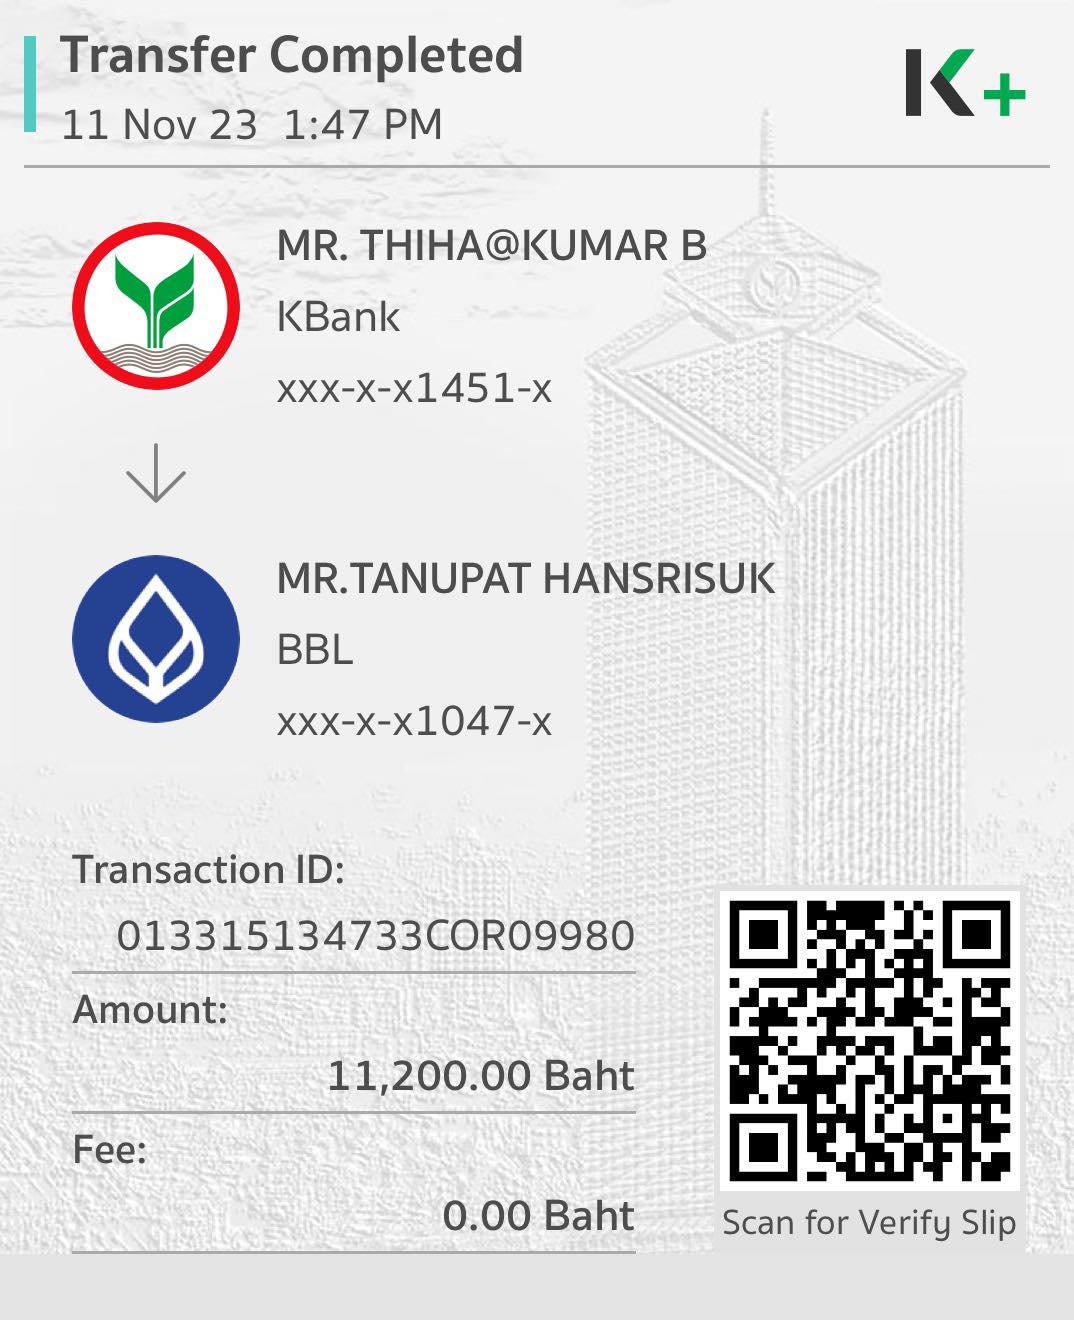 Transfer Completed
11 Nov 23 1:47 PM
K+
MR. THIHA@KUMAR B
KBank
xxx-x-x1451-x
MR.TANUPAT HANSRISUK
BBL
xxx-x-x1047-x
Transaction ID:
013315134733COR09980
Amount:
11,200.00 Baht
Fee:
0.00 Baht
Scan for Verify Slip